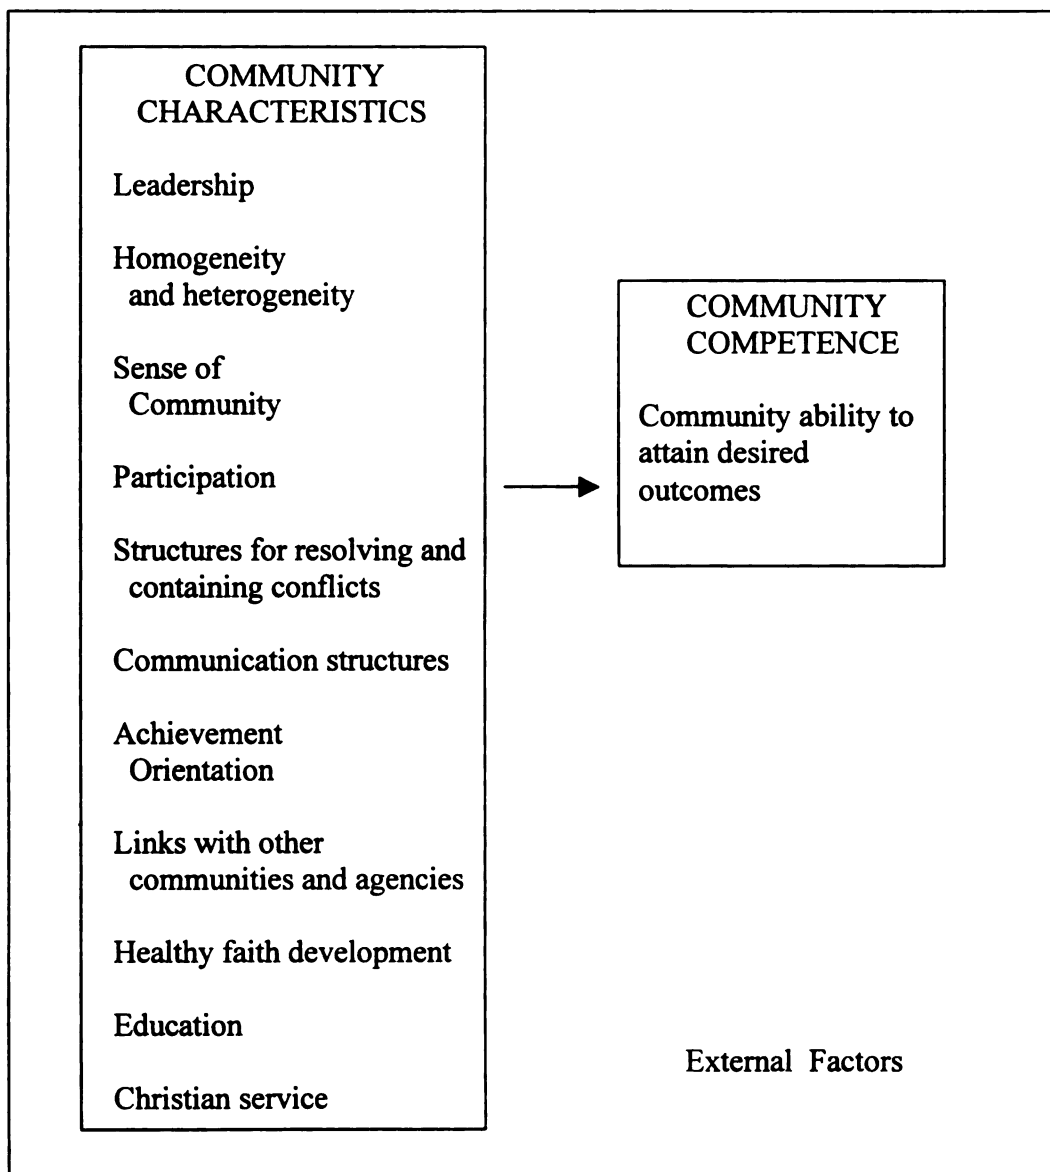 COMMUNITY
CHARACTERISTICS
Leadership
Homogeneity
and heterogeneity
Sense of
Community
Participation
Structures for resolving and
containing conflicts
Communication structures
Achievement
Orientation
Links with other
communities and agencies
Healthy faith development
Education
Christian service
COMMUNITY
COMPETENCE
Community ability to
attain desired
outcomes
External Factors